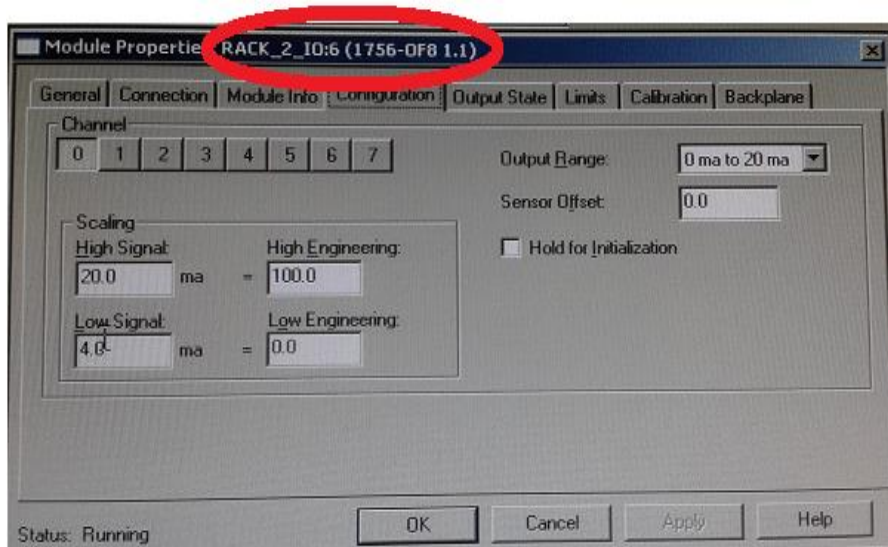 Module Properties RACK_2_IO:6 (1756-OF8 1.1)
General Connection Module Info Configuration Output State Limits Calibration Backplane
Channel
0 1 2 3 4 5 6 7
Output Range: 0 ma to 20 ma
Sensor Offset: 0.0
Scaling
High Signal: High Engineering:
Hold for Initialization
20.0 ma = 100.0
Low Signal: Low Engineering:
4.0 ma = 0.0
OK Cancel Apply Help
Status: Running